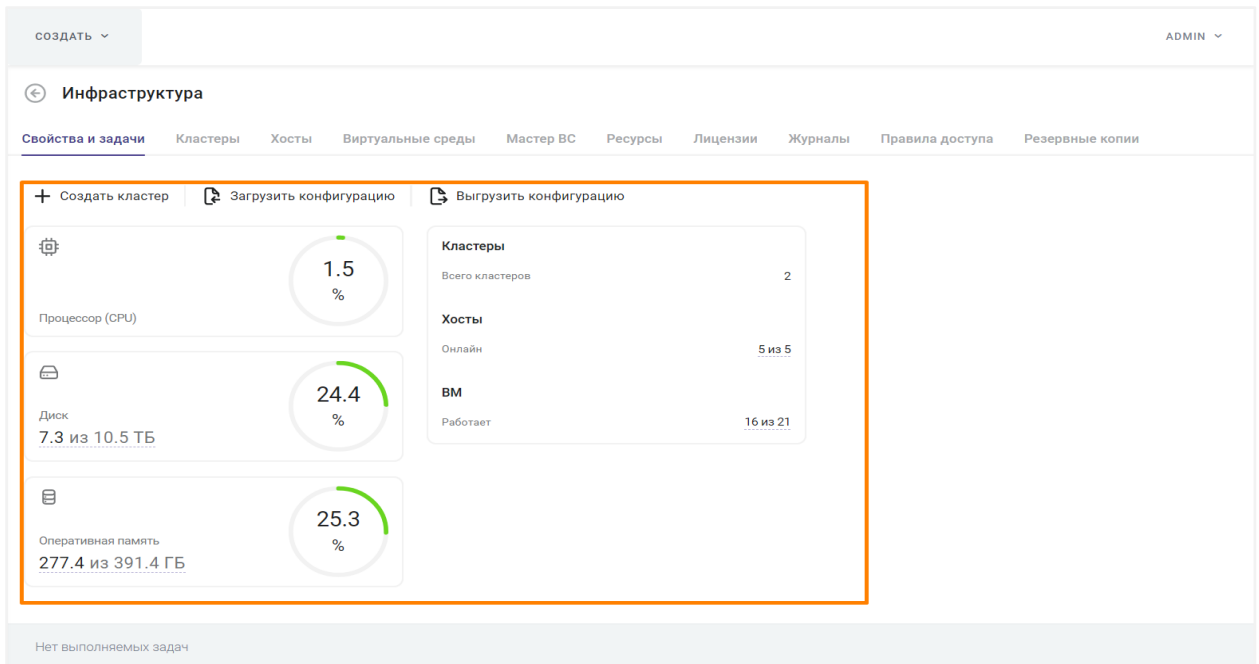 СОЗДАТЬ
ADMIN
Инфраструктура
Свойства и задачи Кластеры Хосты Виртуальные среды Мастер ВС Ресурсы Лицензии Журналы Правила доступа Резервные копии
Создать кластер Загрузить конфигурацию Выгрузить конфигурацию
1.5
%
Процессор (CPU)
24.4
%
Диск
7.3 из 10.5 ТБ
25.3
%
Оперативная память
277.4 из 391.4 ГБ
Кластеры
Всего кластеров 2
Хосты
Онлайн 5 из 5
ВМ
Работает 16 из 21
Нет выполняемых задач